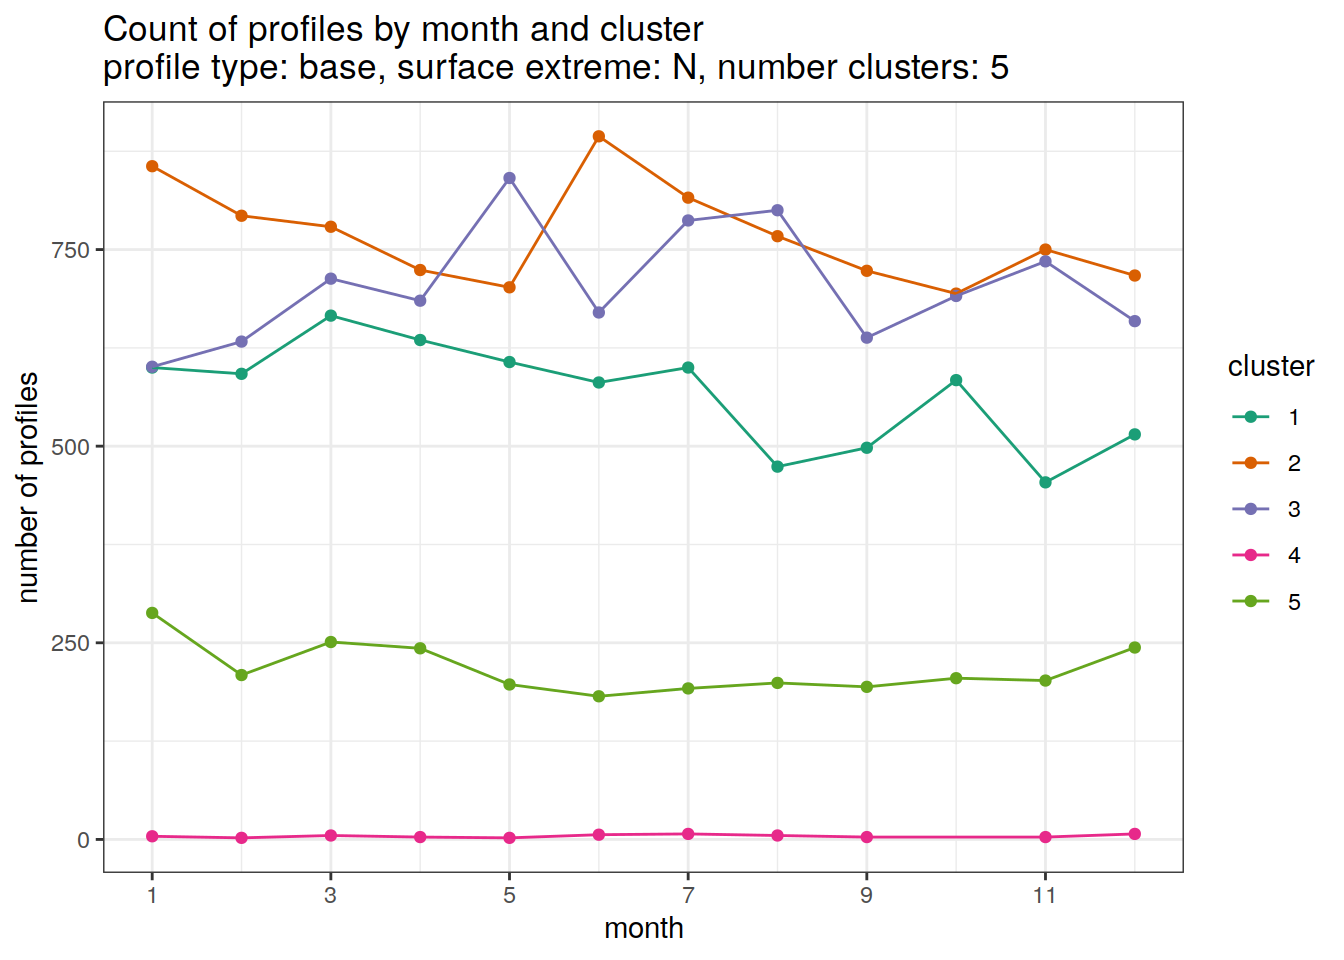 Count of profiles by month and cluster
profile type: base, surface extreme: N, number clusters: 5
number of profiles
750
500
250
0
1 3 5 7 9 11
month
cluster
1
2
3
4
5